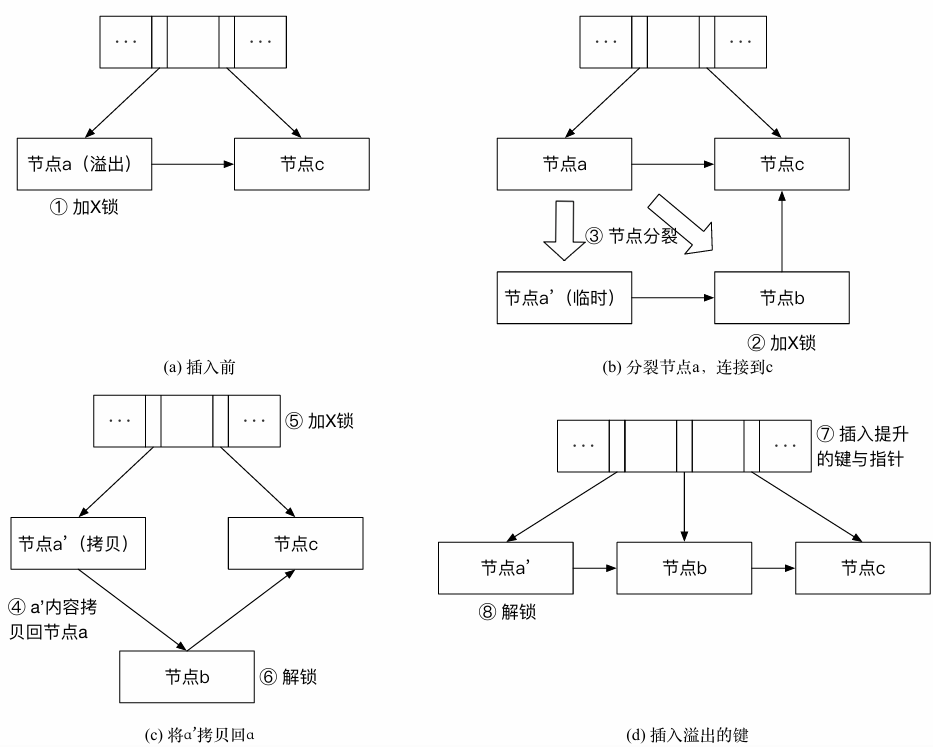 ... ...
节点a（溢出） 节点c
① 加X锁
(a) 插入前
... ...
节点a 节点c
③ 节点分裂
节点a’（临时） 节点b
② 加X锁
(b) 分裂节点a，连接到c
... ...
⑤ 加X锁
节点a’（拷贝） 节点c
④ a’内容拷
贝回节点a
节点b
⑥ 解锁
(c) 将a’拷贝回a
... ...
⑦ 插入提升
的键与指针
节点a’ 节点b 节点c
⑧ 解锁
(d) 插入溢出的键